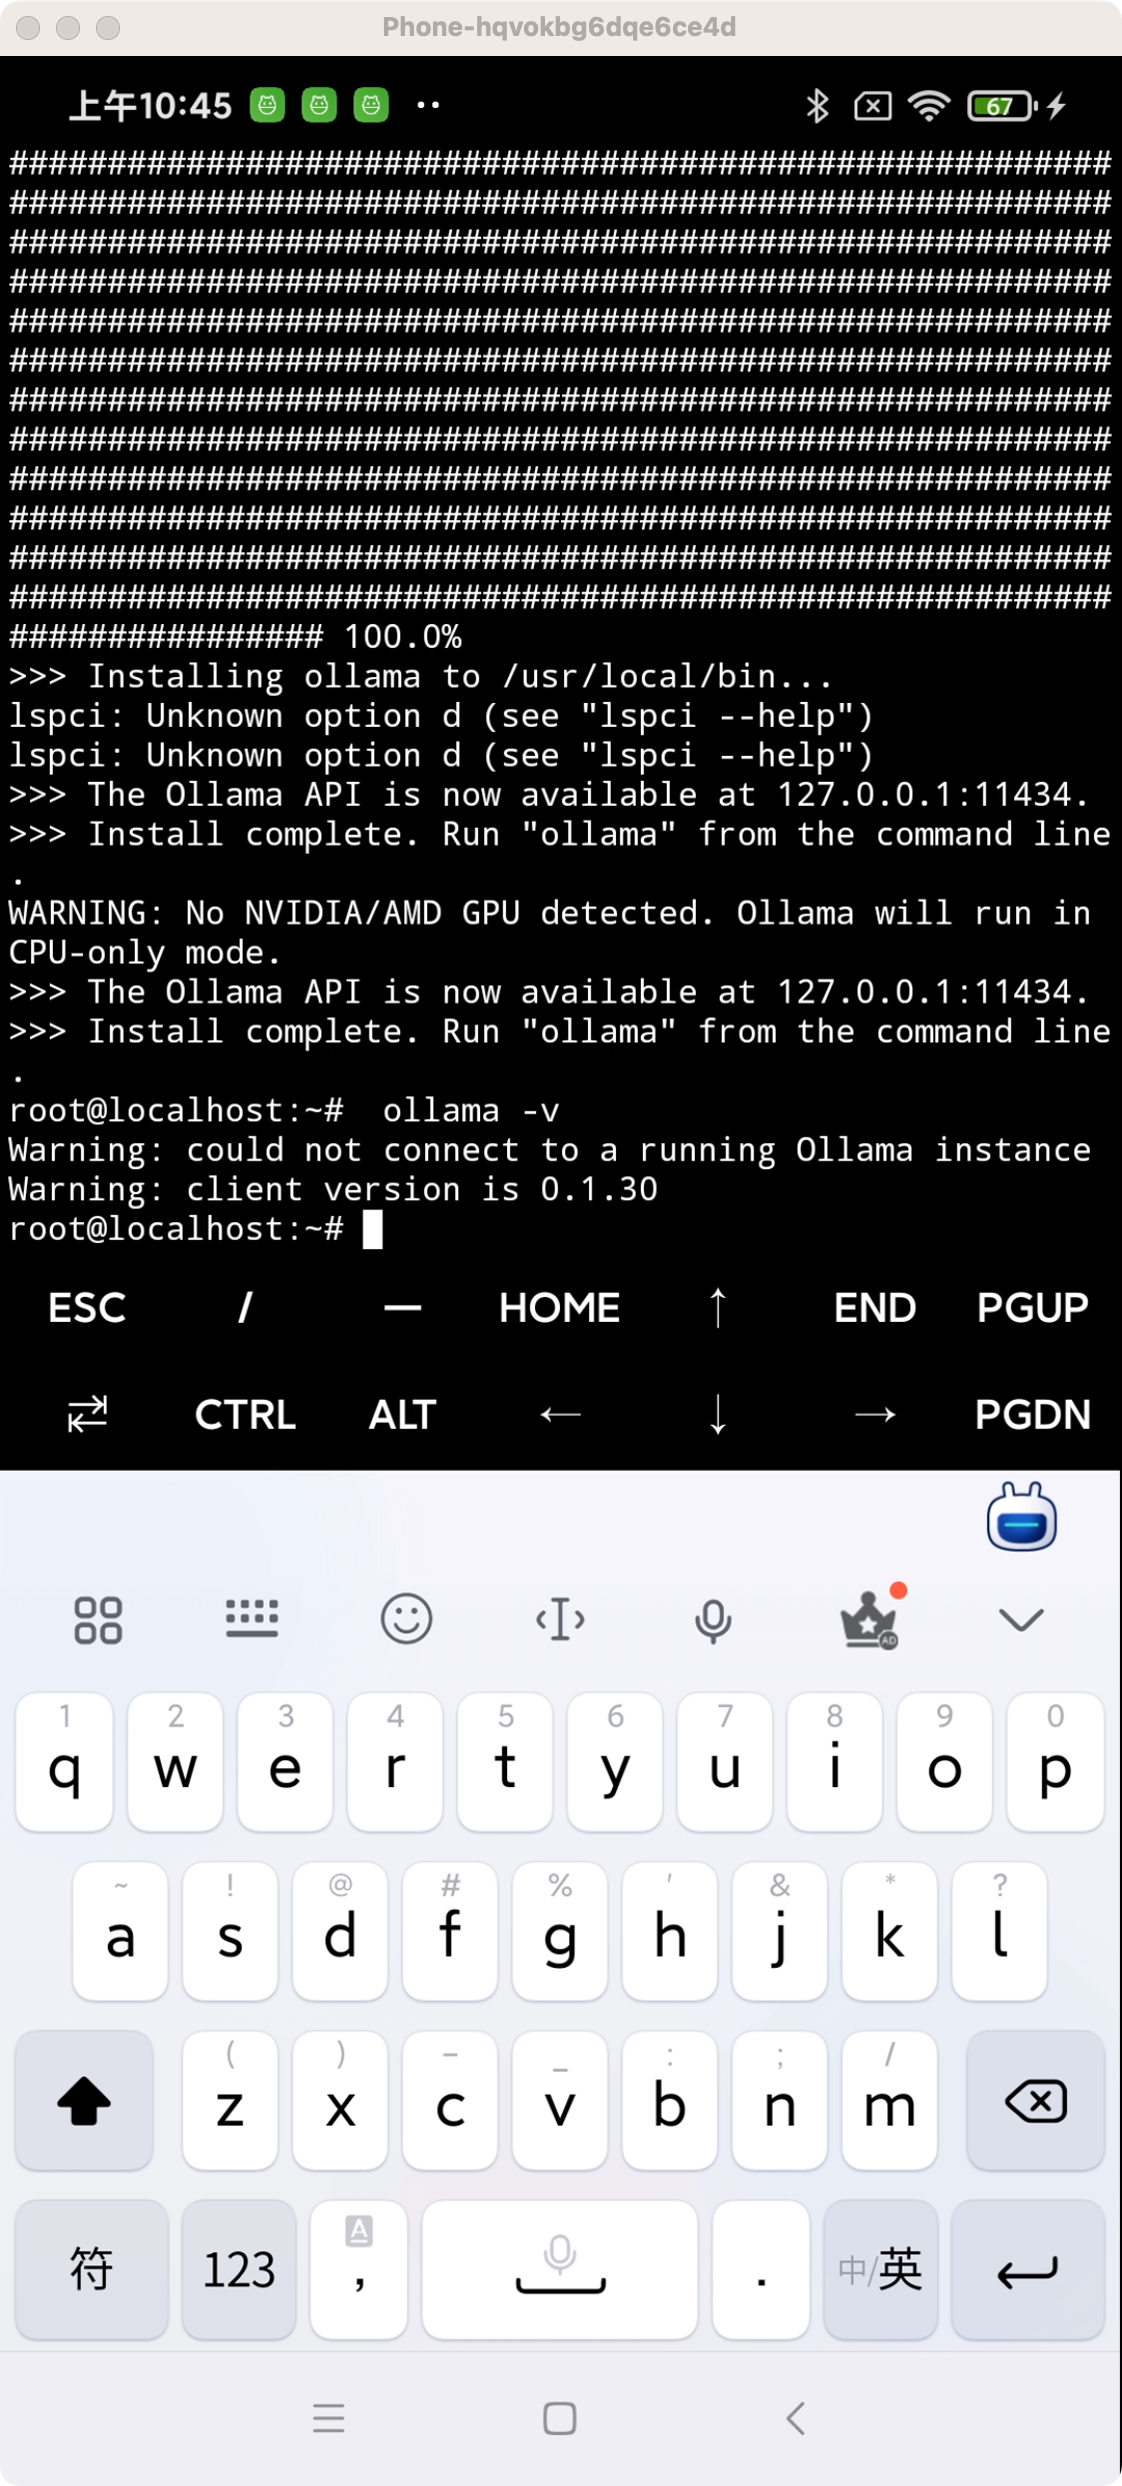 Phone-hqvokbg6dqe6ce4d
上午10:45
67
########################################################
########################################################
########################################################
########################################################
########################################################
########################################################
########################################################
########################################################
########################################################
########################################################
########################################################
########################################################
################ 100.0%
>>> Installing ollama to /usr/local/bin...
lspci: Unknown option d (see "lspci --help")
lspci: Unknown option d (see "lspci --help")
>>> The Ollama API is now available at 127.0.0.1:11434.
>>> Install complete. Run "ollama" from the command line
.
WARNING: No NVIDIA/AMD GPU detected. Ollama will run in
CPU-only mode.
>>> The Ollama API is now available at 127.0.0.1:11434.
>>> Install complete. Run "ollama" from the command line
.
root@localhost:~#  ollama -v
Warning: could not connect to a running Ollama instance
Warning: client version is 0.1.30
root@localhost:~#
ESC / — HOME ↑ END PGUP
CTRL ALT ← ↓ → PGDN
AD
1 2 3 4 5 6 7 8 9 0
q w e r t y u i o p
~ ! @ # % ' & * ?
a s d f g h j k l
( ) – _ : ; /
z x c v b n m
A
符 123 , . 中/英